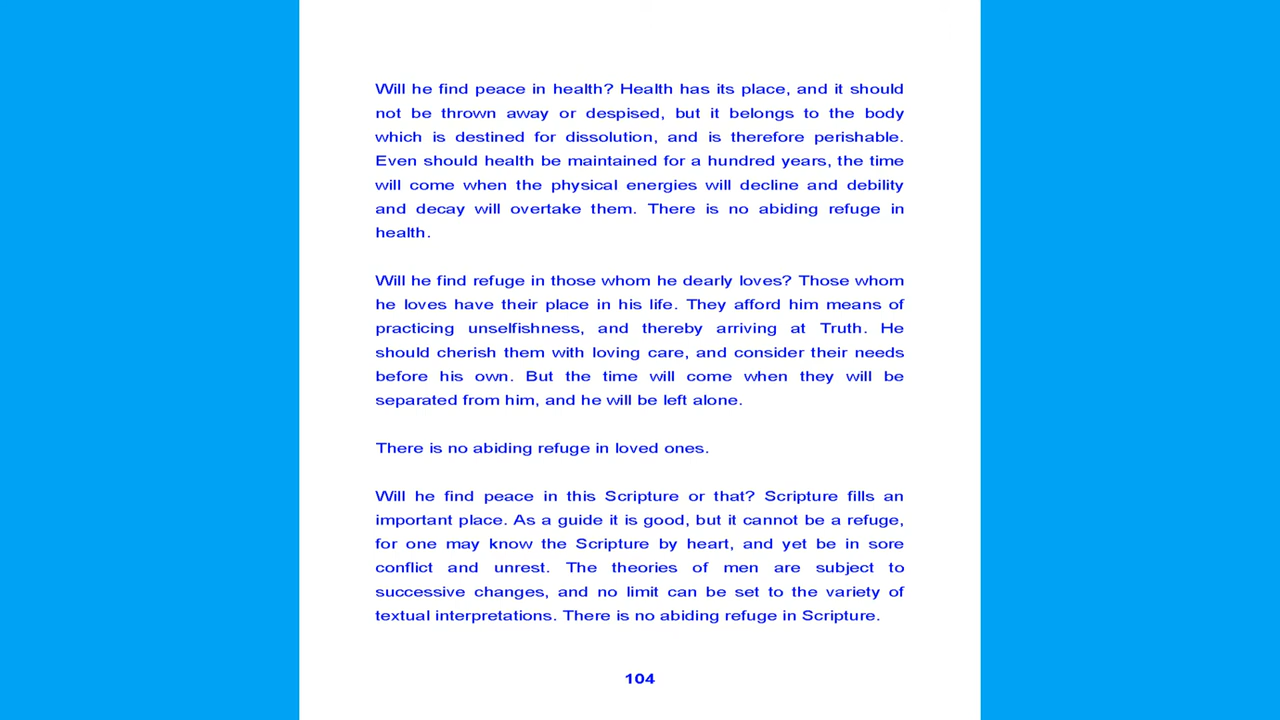 Will he find peace in health? Health has its place, and it should
not be thrown away or despised, but it belongs to the body
which is destined for dissolution, and is therefore perishable.
Even should health be maintained for a hundred years, the time
will come when the physical energies will decline and debility
and decay will overtake them. There is no abiding refuge in
health.
Will he find refuge in those whom he dearly loves? Those whom
he loves have their place in his life. They afford him means of
practicing unselfishness, and thereby arriving at Truth. He
should cherish them with loving care, and consider their needs
before his own. But the time will come when they will be
separated from him, and he will be left alone.
There is no abiding refuge in loved ones.
Will he find peace in this Scripture or that? Scripture fills an
important place. As a guide it is good, but it cannot be a refuge,
for one may know the Scripture by heart, and yet be in sore
conflict and unrest. The theories of men are subject to
successive changes, and no limit can be set to the variety of
textual interpretations. There is no abiding refuge in Scripture.
104